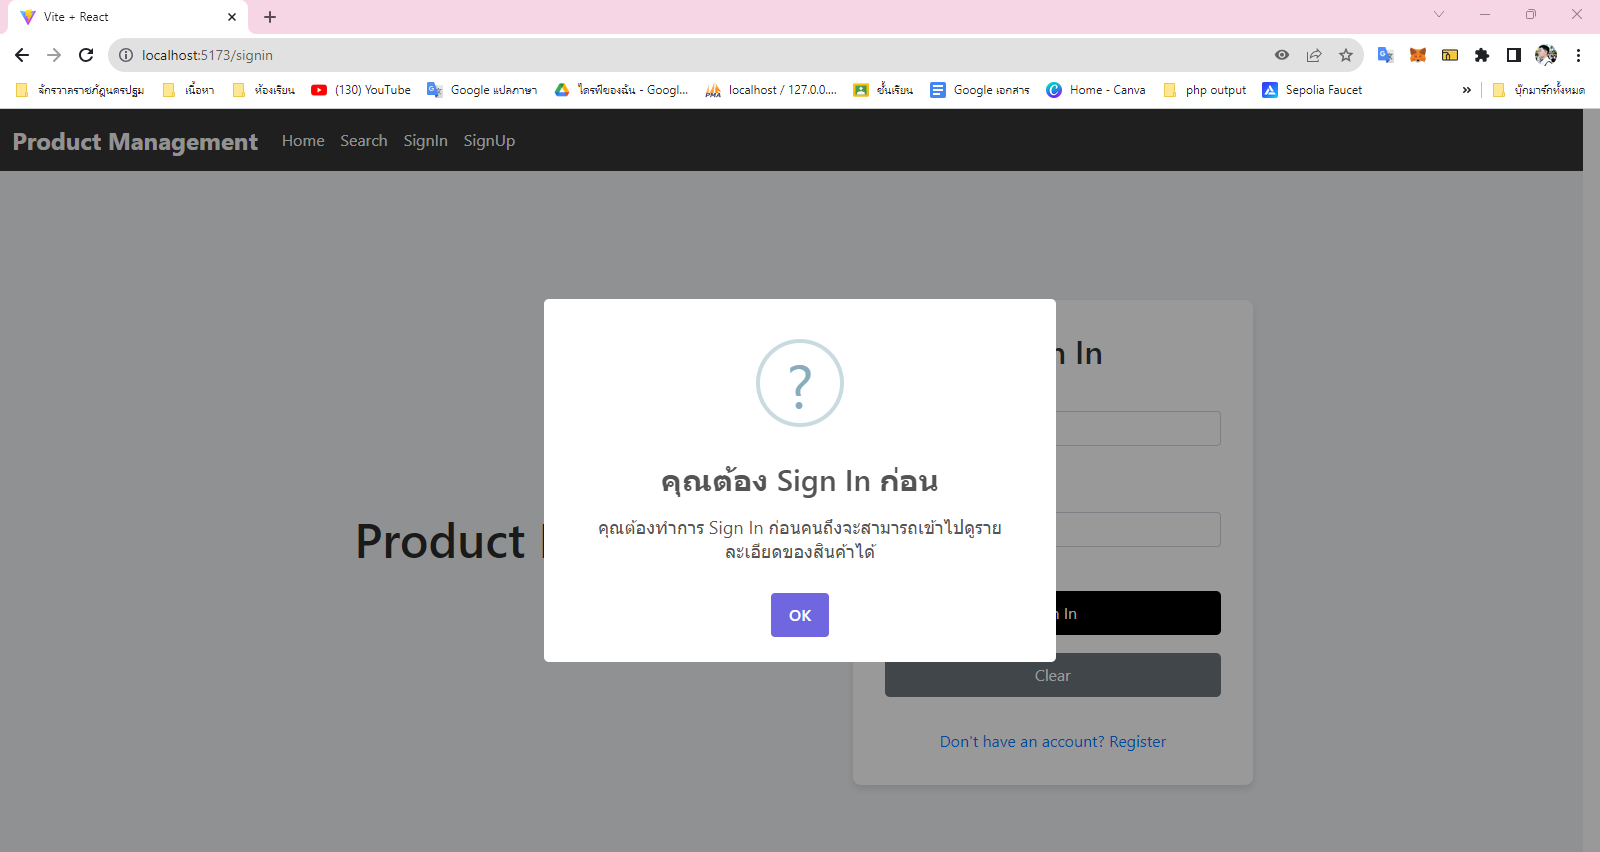 Vite + React
localhost:5173/signin
จักรวาลราชภัฏนครปฐม เนื้อหา ห้องเรียน (130) YouTube Google แปลภาษา ไดรฟ์ของฉัน - Googl... localhost / 127.0.0.... ชั้นเรียน Google เอกสาร Home - Canva php output Sepolia Faucet » บุ๊กมาร์กทั้งหมด
Product Management Home Search SignIn SignUp
n In
?
คุณต้อง Sign In ก่อน
คุณต้องทำการ Sign In ก่อนคนถึงจะสามารถเข้าไปดูราย
ละเอียดของสินค้าได้
Product
OK
In
Clear
Don't have an account? Register